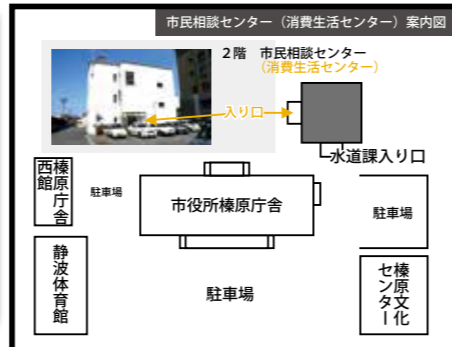 市民相談センター（消費生活センター）案内図
２階　市民相談センター
（消費生活センター）
入り口
水道課入り口
榛原庁舎
西館
駐車場
市役所榛原庁舎
駐車場
静波体育館
駐車場
榛原文化
センター